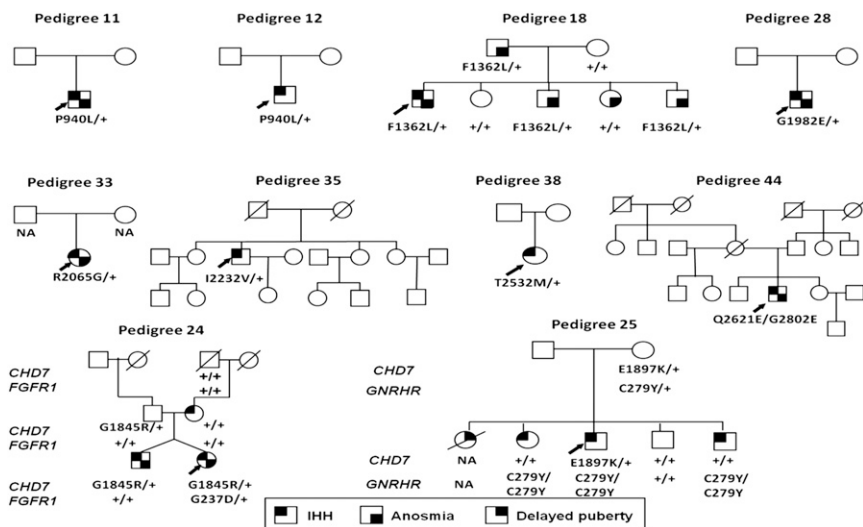 Pedigree 11
Pedigree 12
Pedigree 18
Pedigree 28
F1362L/+
+/+
P940L/+
P940L/+
F1362L/+
+/+
F1362L/+
+/+
F1362L/+
G1982E/+
Pedigree 33
Pedigree 35
Pedigree 38
Pedigree 44
NA
NA
R2065G/+
I2232V/+
T2532M/+
Q2621E/G2802E
Pedigree 24
Pedigree 25
CHD7
FGFR1
+/+
+/+
CHD7
GNRHR
E1897K/+
C279Y/+
CHD7
FGFR1
G1845R/+
+/+
+/+
+/+
CHD7
FGFR1
G1845R/+
+/+
G1845R/+
G237D/+
CHD7
GNRHR
NA
NA
+/+
C279Y/
C279Y
E1897K/+
C279Y/
C279Y
+/+
+/+
+/+
C279Y/
C279Y
IHH
Anosmia
Delayed puberty